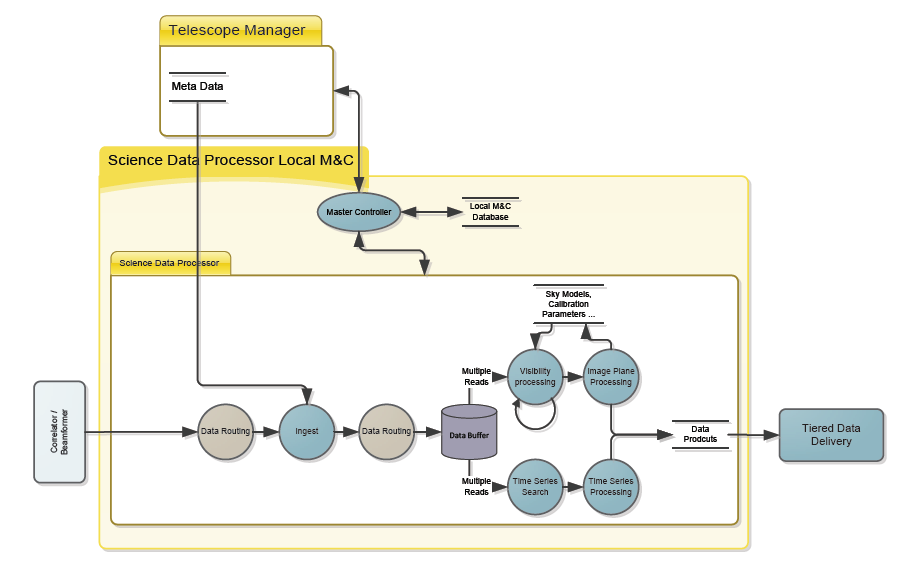 Telescope Manager
Meta Data
Science Data Processor Local M&C
Master Controller
Local M&C
Database
Science Data Processor
Sky Models,
Calibration
Parameters ...
Multiple
Reads
Visibility
processing
Image Plane
Processing
Correlator /
Beamformer
Data Routing
Ingest
Data Routing
Data Buffer
Data
Prodcuts
Tiered Data
Delivery
Multiple
Reads
Time Series
Search
Time Series
Processing